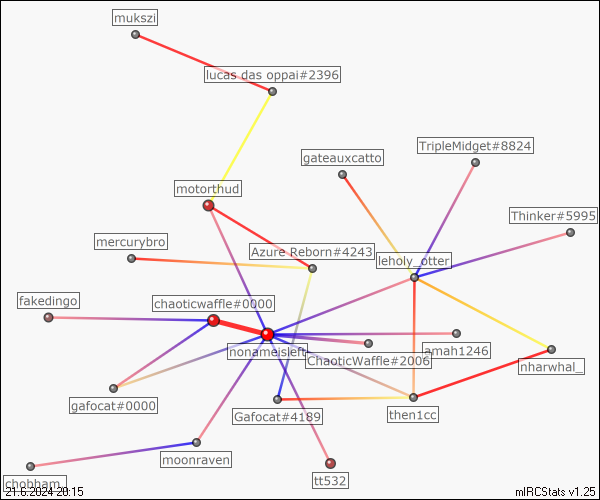 mukszi
lucas das oppai#2396
TripleMidget#8824
gateauxcatto
motorthud
Thinker#5995
mercurybro
Azure Reborn#4243
leholy_otter
fakedingo
chaoticwaffle#0000
nonameisleft
amah1246
ChaoticWaffle#2006
nharwhal_
gafocat#0000
Gafocat#4189
then1cc
moonraven
chobham_
tt532
21.6.2024 20:15
mIRCStats v1.25